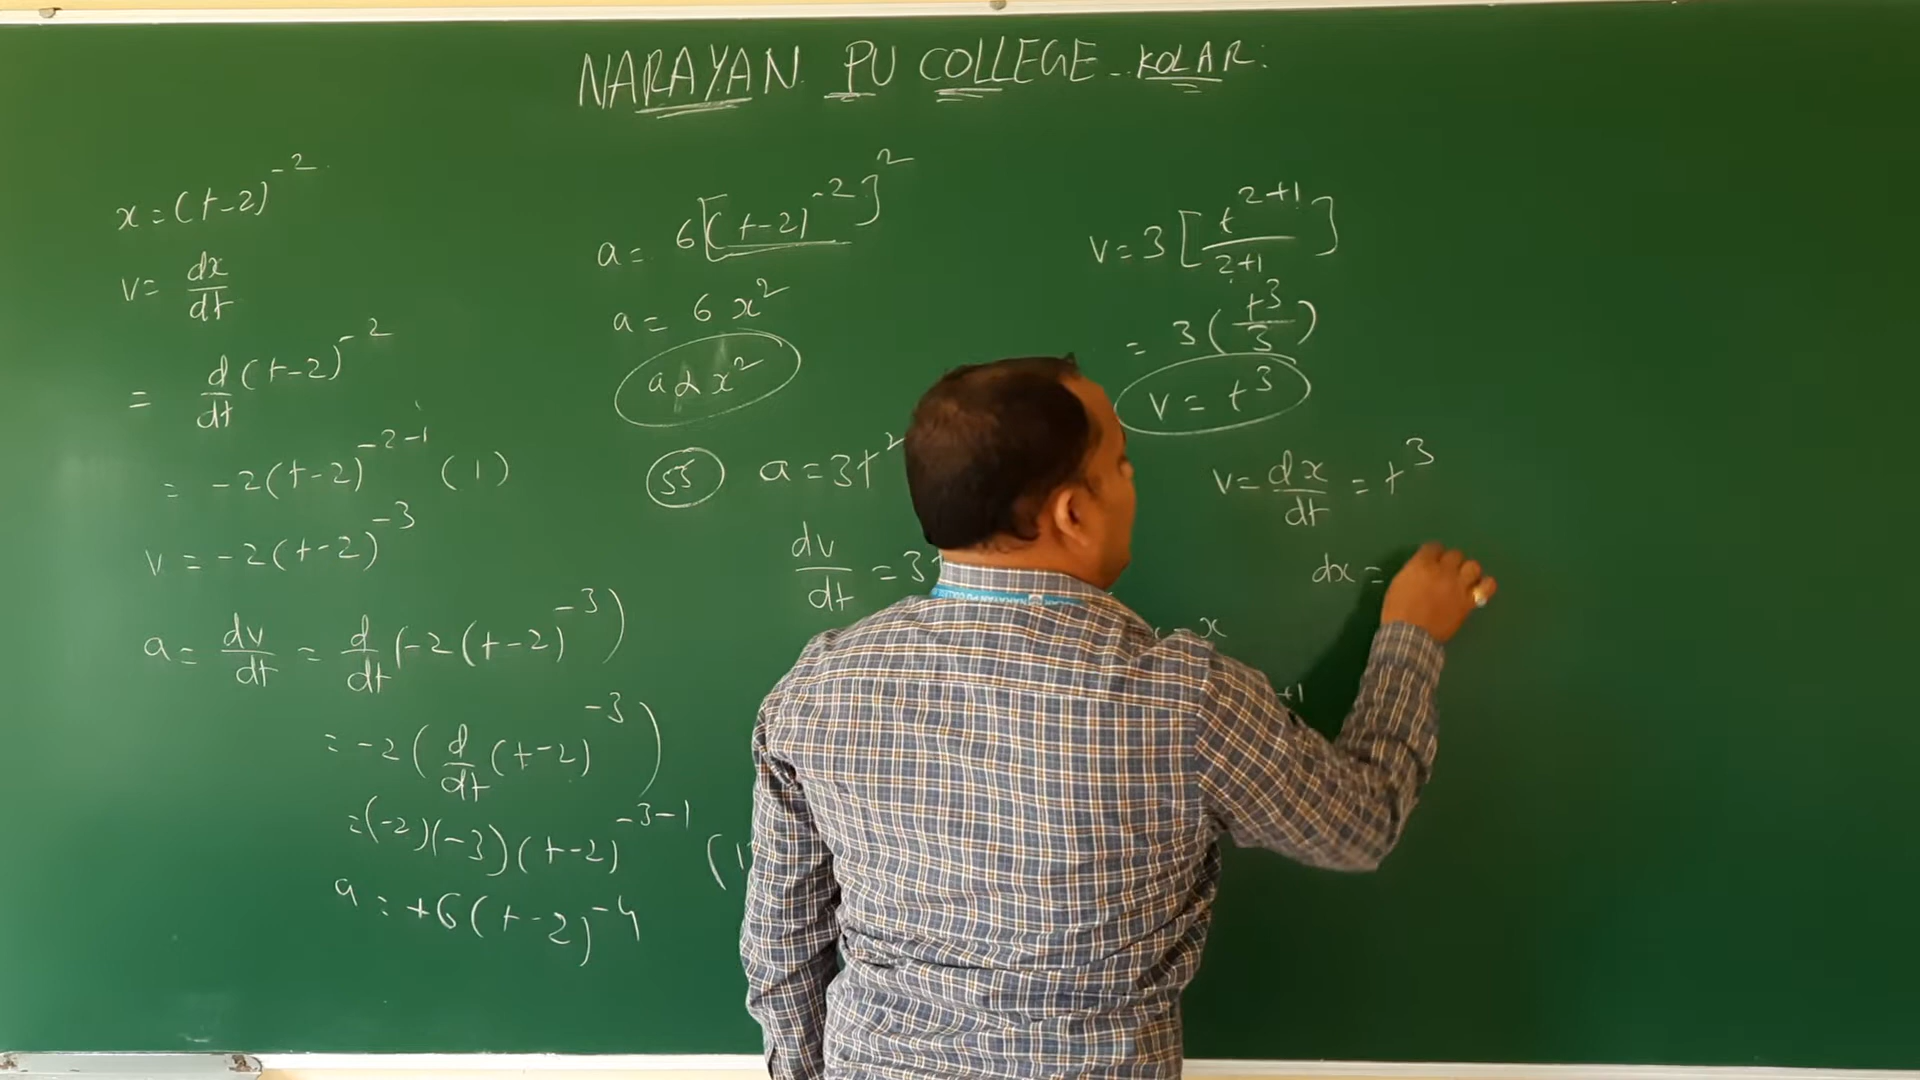 NARAYAN PU COLLEGE - KOLAR:
x = (t-2)^-2
v = dx/dt
= d/dt (t-2)^-2
= -2(t-2)^-2-1 (1)
v = -2(t-2)^-3
a = dv/dt = d/dt (-2(t-2)^-3)
= -2 (d/dt (t-2)^-3)
= (-2)(-3)(t-2)^-3-1 (1
a = +6(t-2)^-4
a = 6[(t-2)^-2]^2
a = 6x^2
a α x^2
55 a = 3t^2
dv/dt = 3t
x
+1
v = 3[t^2+1/2+1]
= 3(t^3/3)
v = t^3
v = dx/dt = t^3
dx =